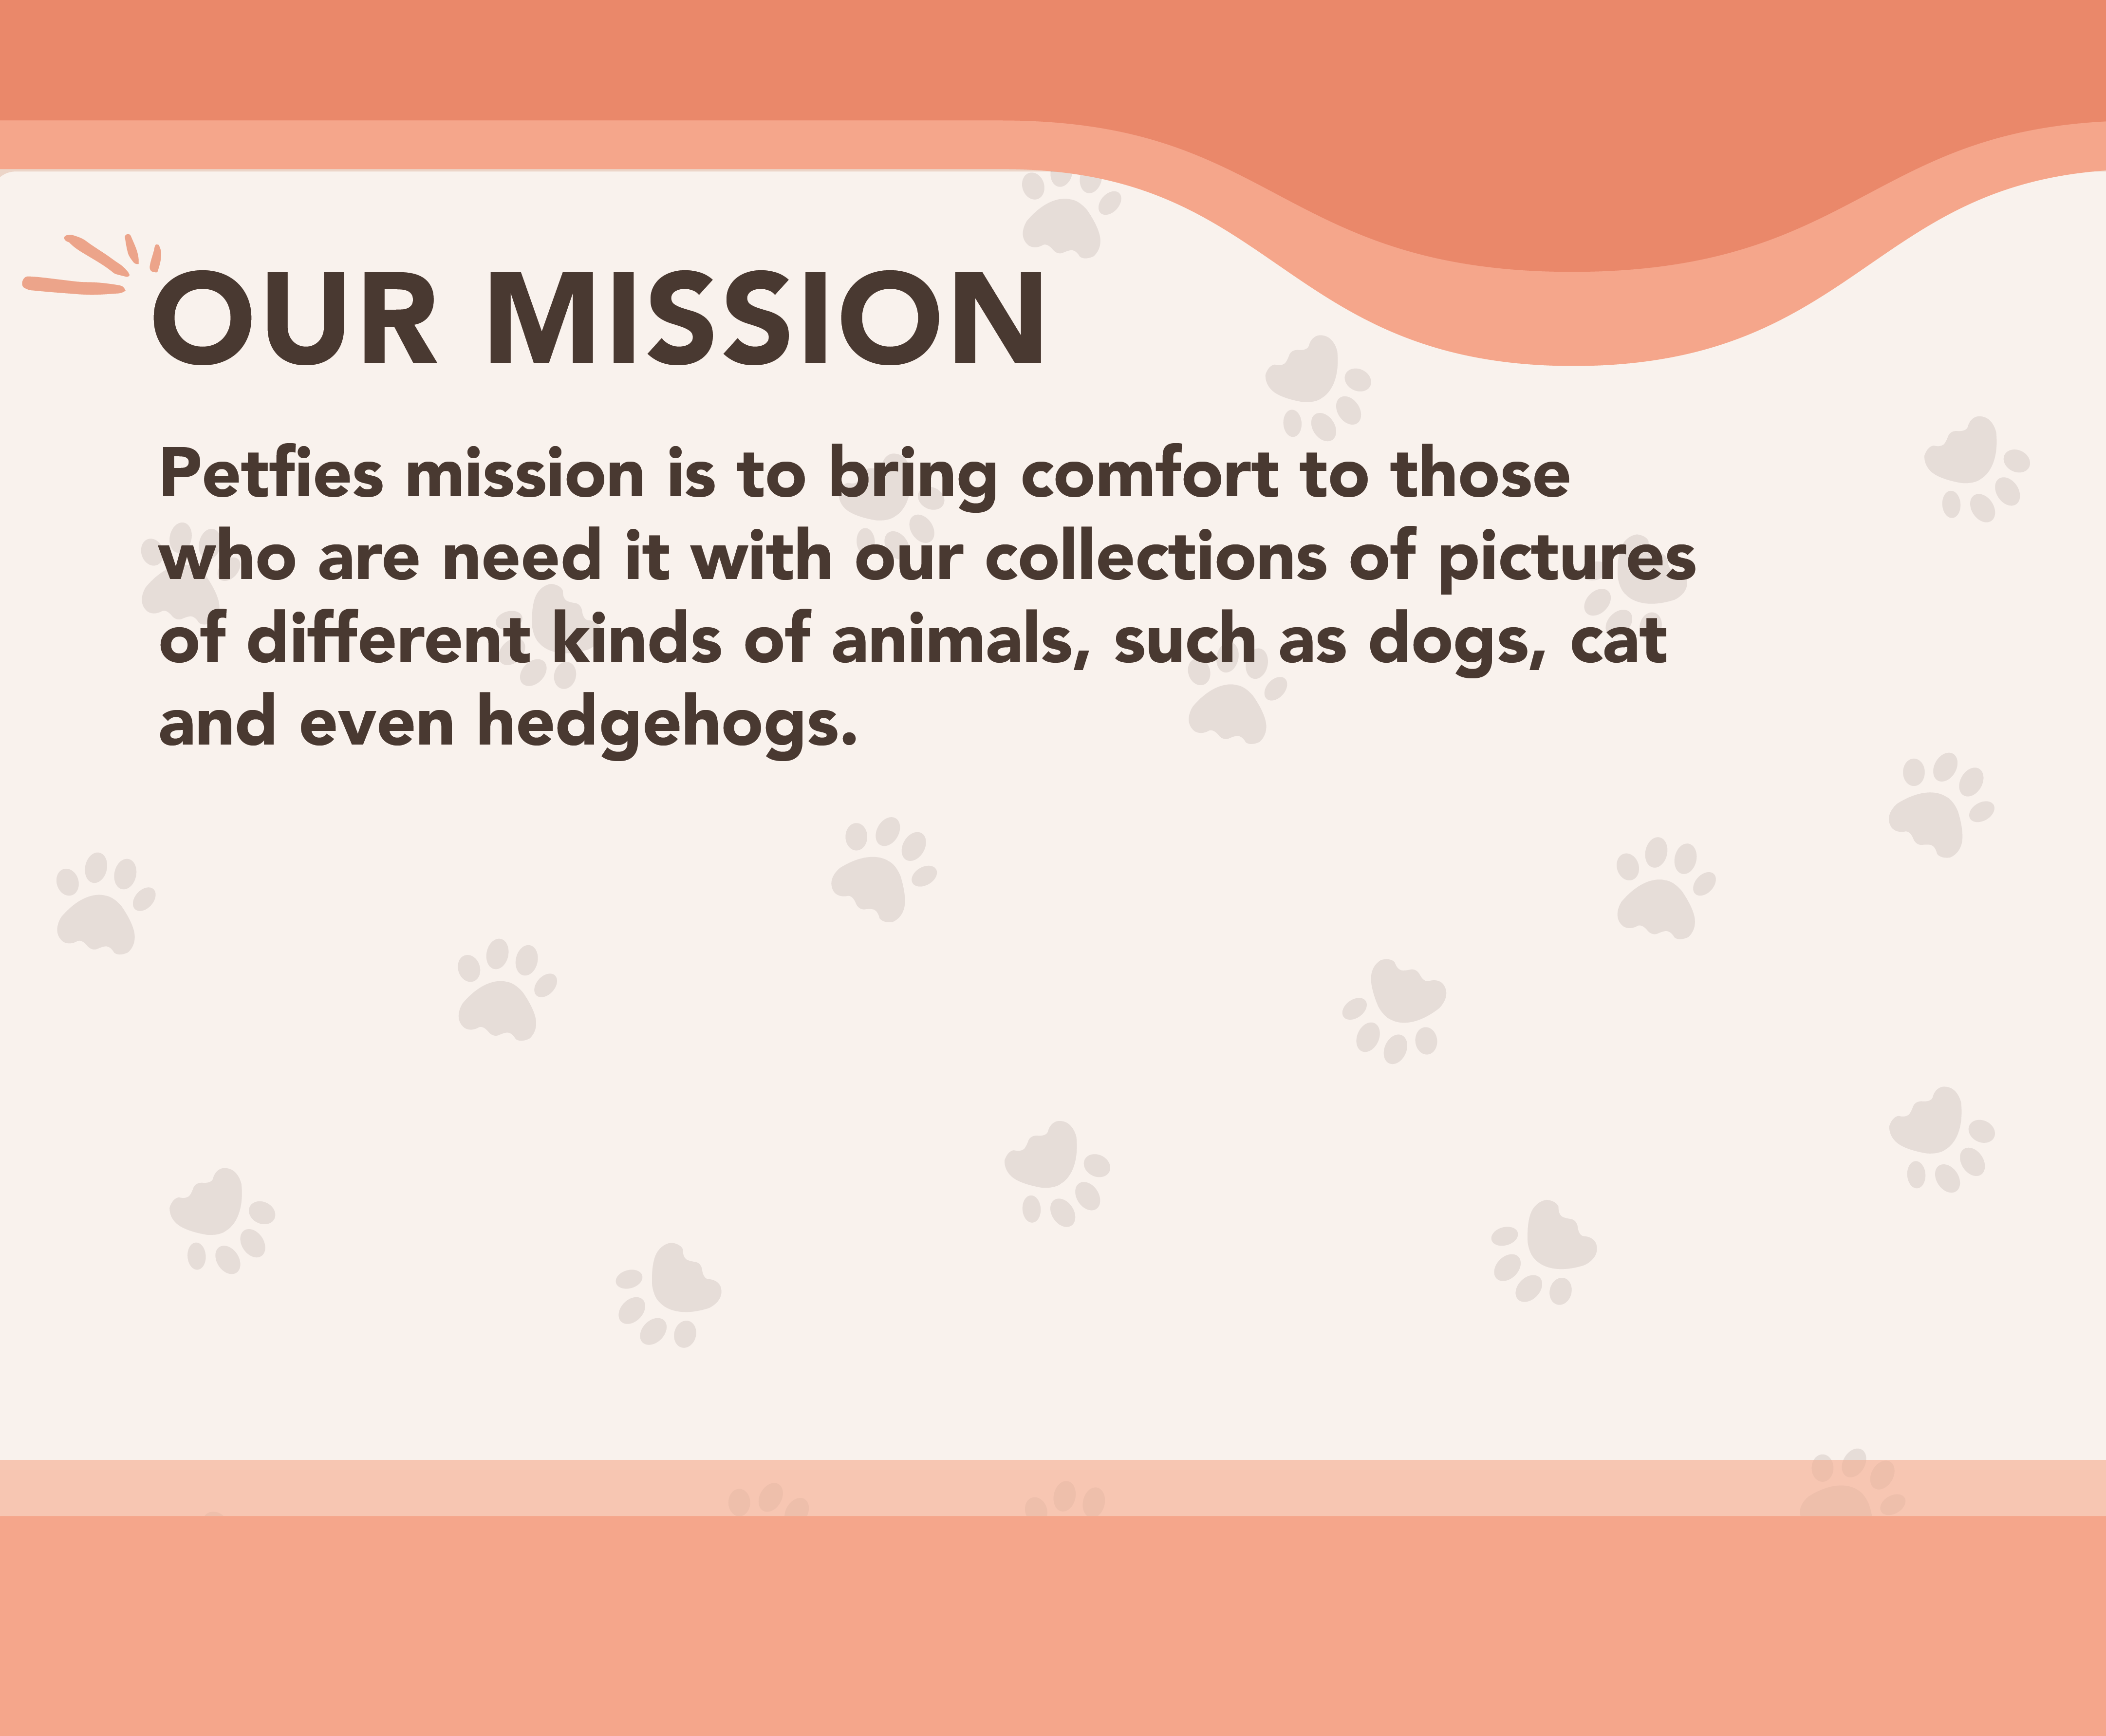 OUR MISSION
Petfies mission is to bring comfort to those
who are need it with our collections of pictures
of different kinds of animals, such as dogs, cat
and even hedgehogs.